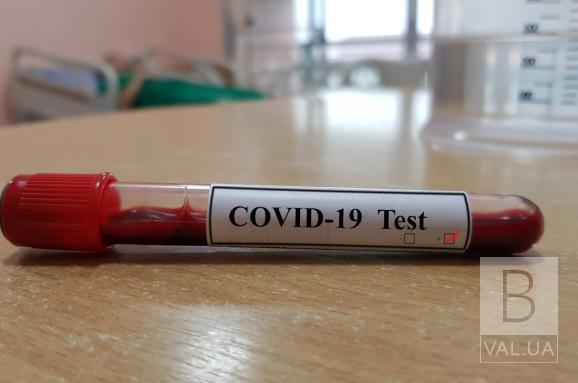 COVID-19 Test
- ☐ + ☑
B
VAL.UA